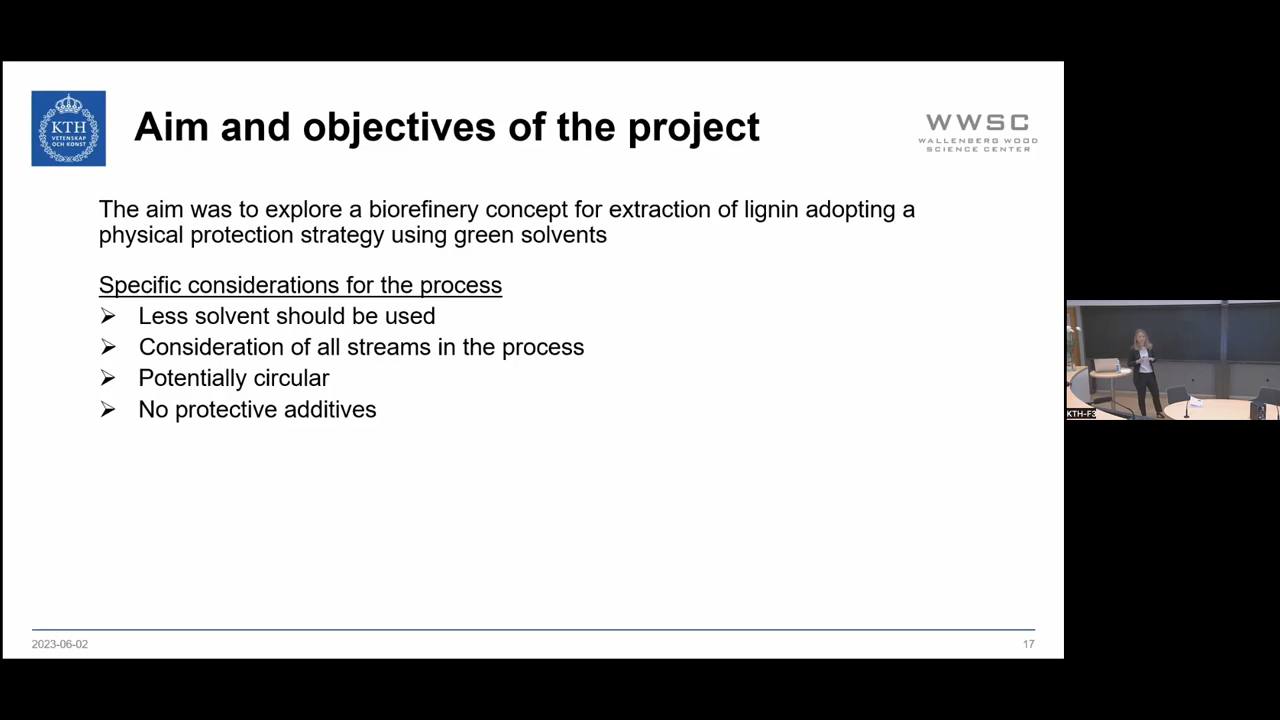 KTH
VETENSKAP
OCH KONST
Aim and objectives of the project
WWSC
WALLENBERG WOOD
SCIENCE CENTER
The aim was to explore a biorefinery concept for extraction of lignin adopting a
physical protection strategy using green solvents
Specific considerations for the process
Less solvent should be used
Consideration of all streams in the process
Potentially circular
No protective additives
2023-06-02
17
KTH-F3